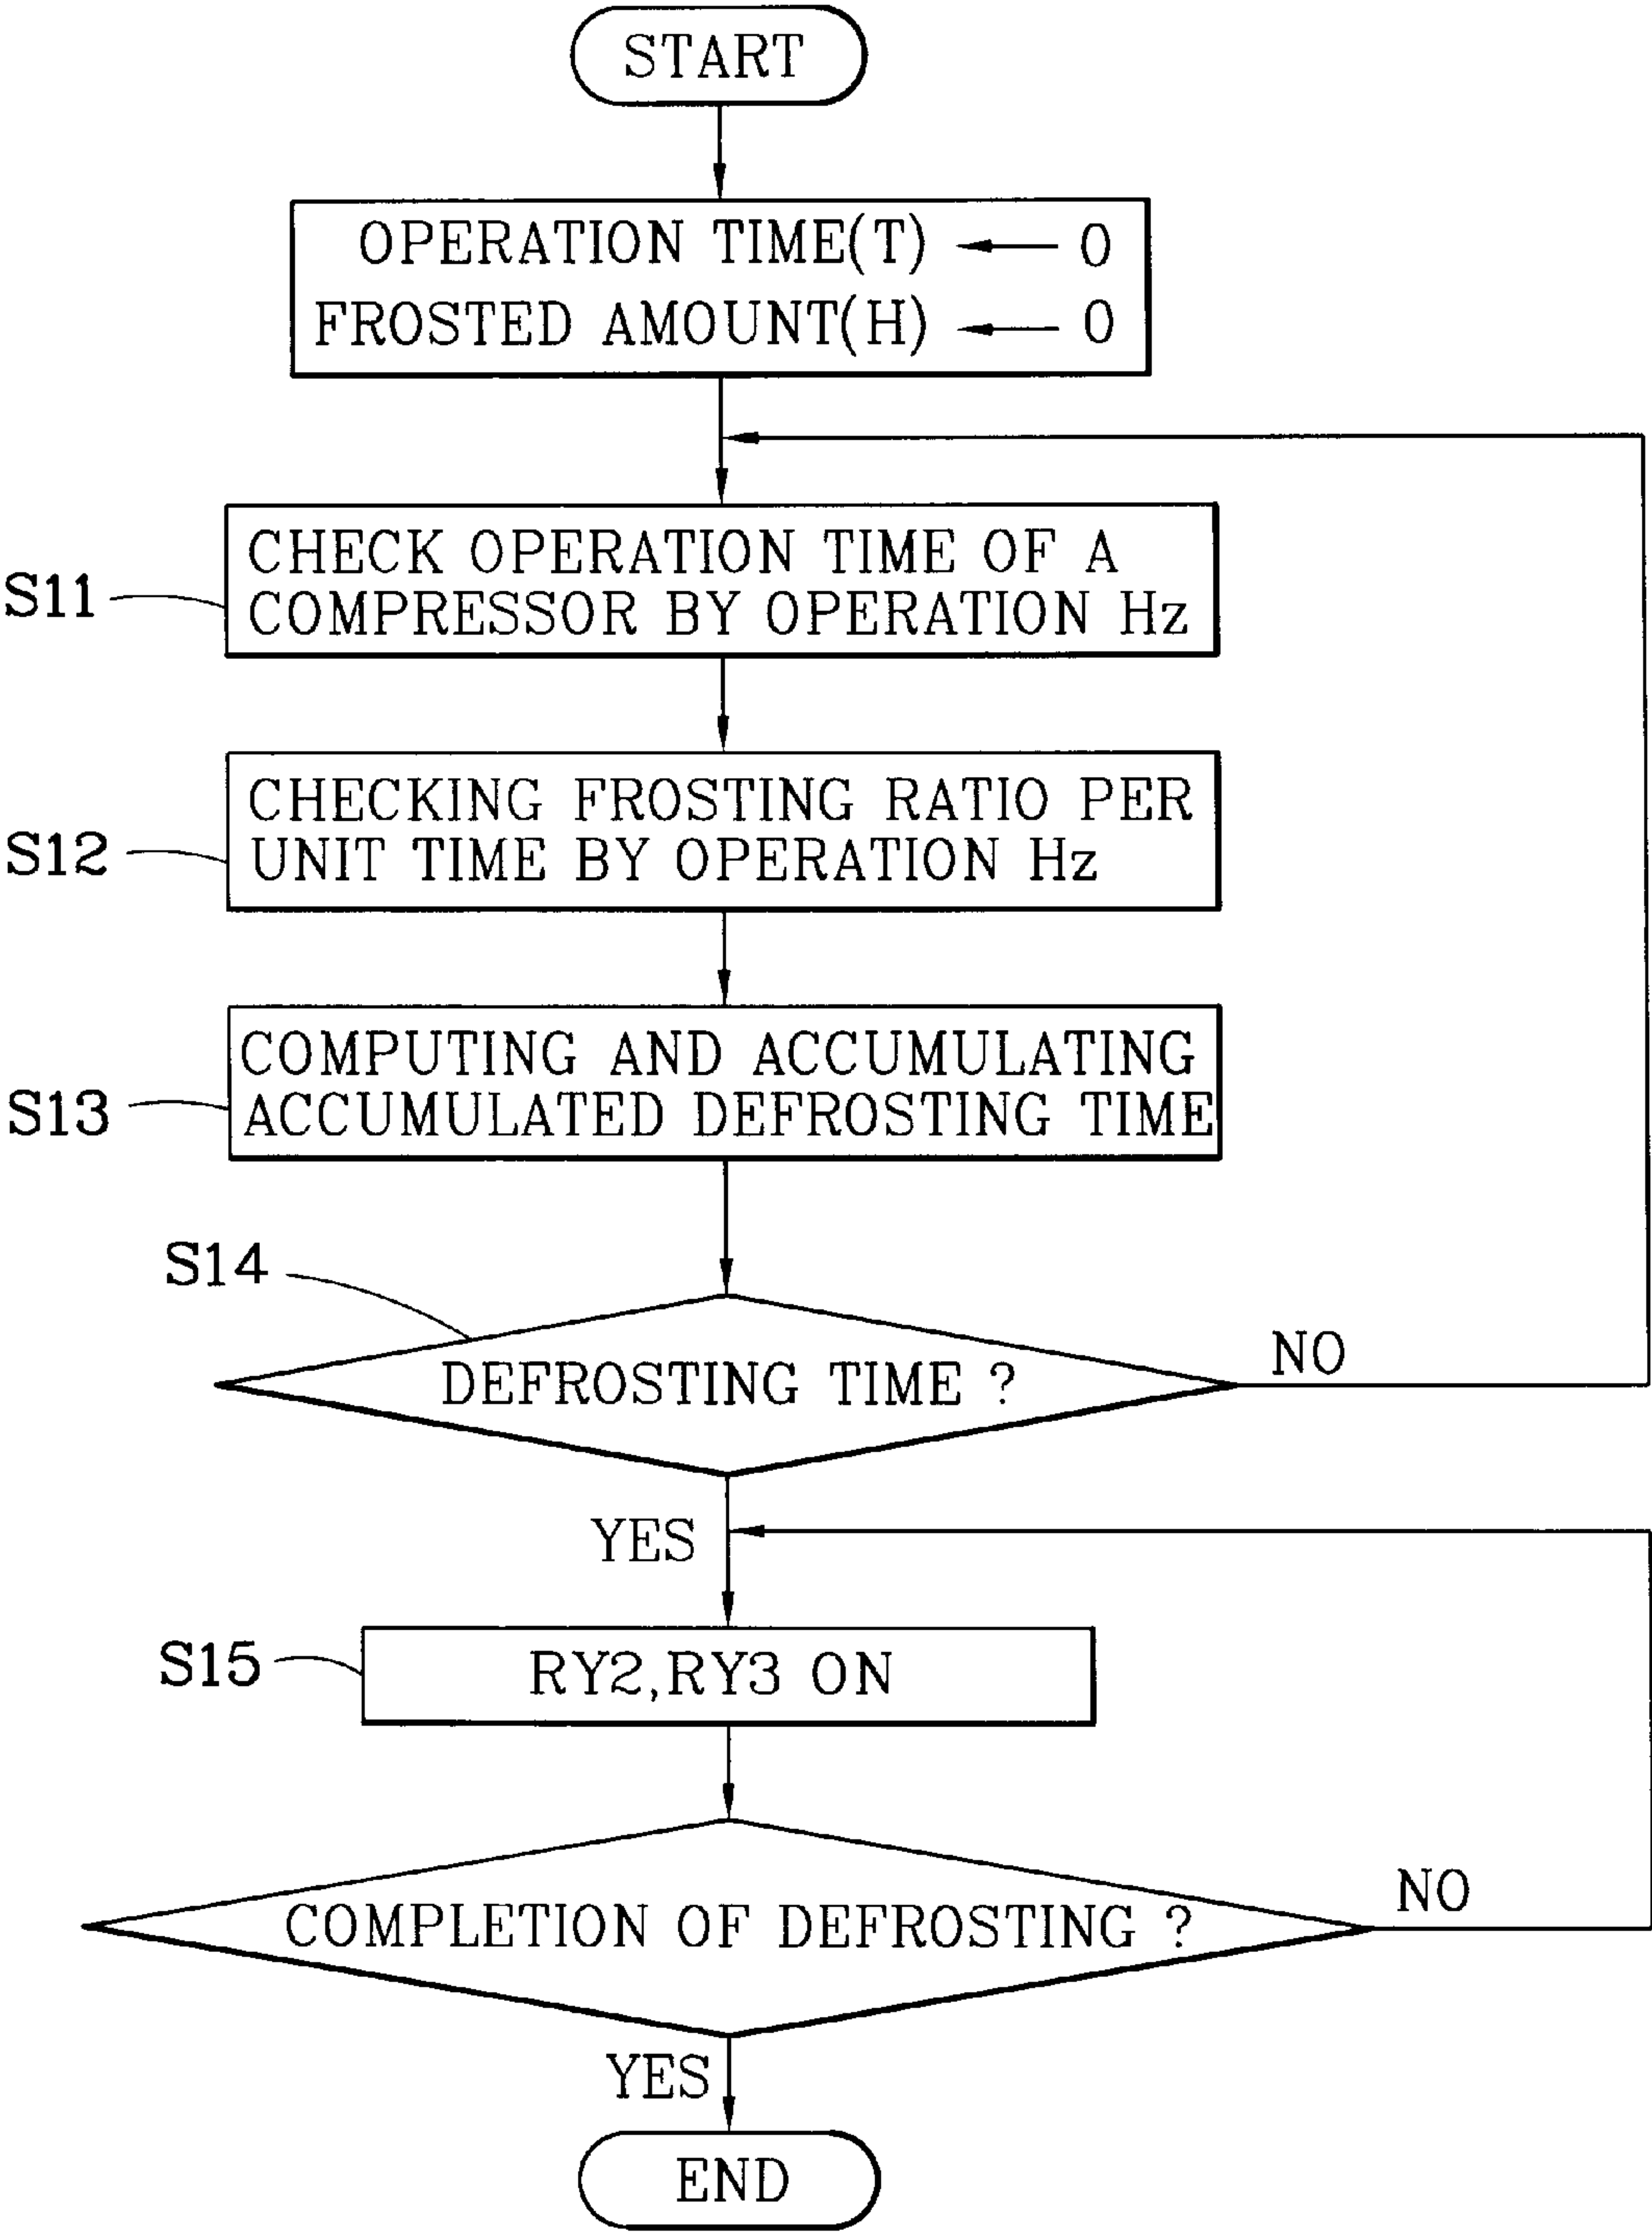 START
OPERATION TIME(T) ← 0
FROSTED AMOUNT(H) ← 0
S11
CHECK OPERATION TIME OF A
COMPRESSOR BY OPERATION Hz
S12
CHECKING FROSTING RATIO PER
UNIT TIME BY OPERATION Hz
S13
COMPUTING AND ACCUMULATING
ACCUMULATED DEFROSTING TIME
S14
DEFROSTING TIME ?
NO
YES
S15
RY2,RY3 ON
COMPLETION OF DEFROSTING ?
NO
YES
END